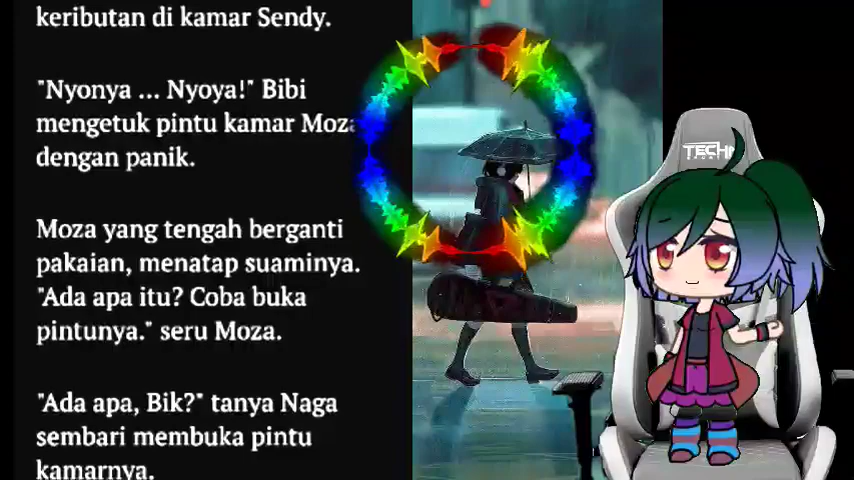 keributan di kamar Sendy.
"Nyonya ... Nyoya!" Bibi
mengetuk pintu kamar Moza
dengan panik.
Moza yang tengah berganti
pakaian, menatap suaminya.
"Ada apa itu? Coba buka
pintunya." seru Moza.
"Ada apa, Bik?" tanya Naga
sembari membuka pintu
kamarnya.